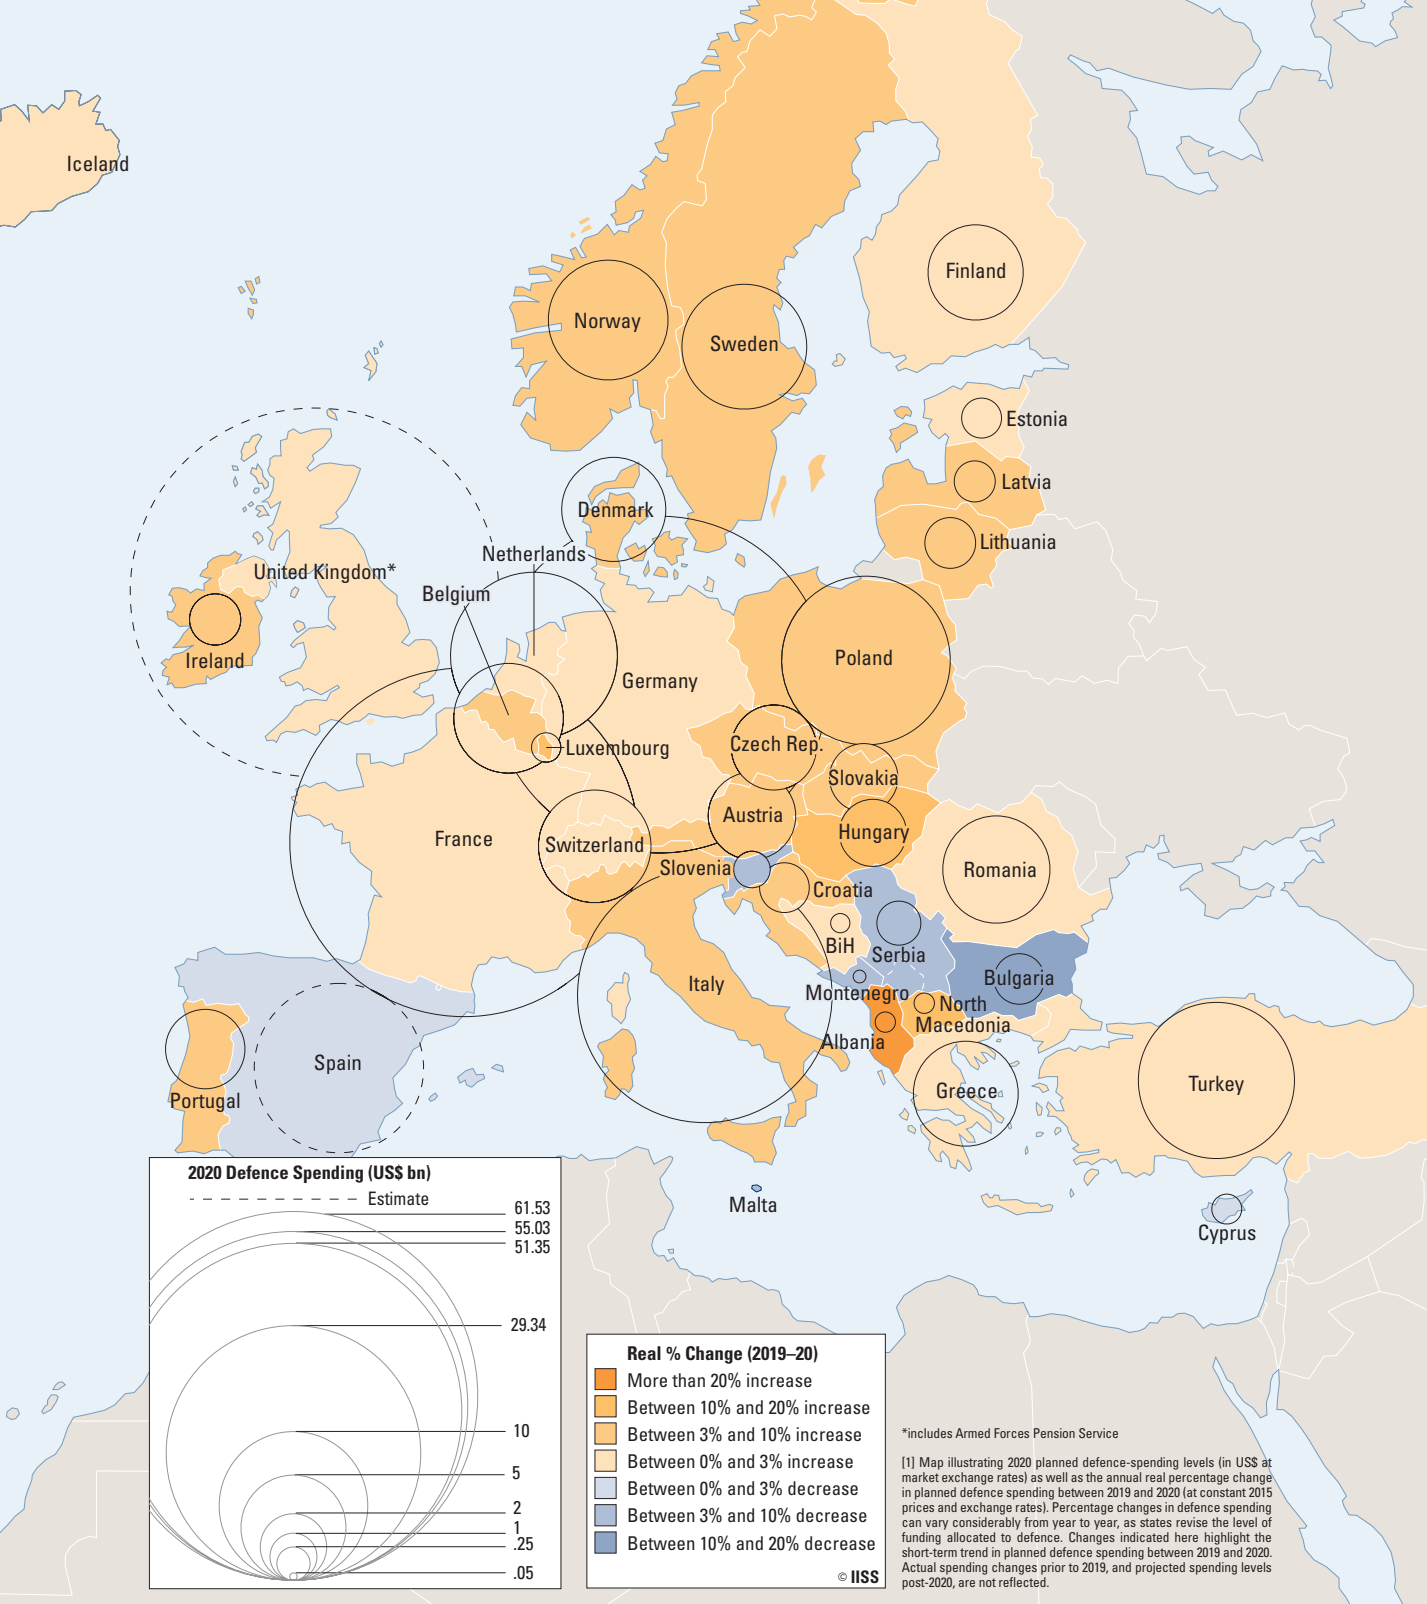 Iceland
Finland
Norway
Sweden
Estonia
Latvia
Denmark
Lithuania
Netherlands
United Kingdom*
Belgium
Ireland
Poland
Germany
Czech Rep.
Luxembourg
Slovakia
Austria
Hungary
France
Switzerland
Slovenia
Romania
Croatia
BiH
Serbia
Bulgaria
Italy
Montenegro
North
Macedonia
Albania
Spain
Turkey
Greece
Portugal
Malta
Cyprus
2020 Defence Spending (US$ bn)
Estimate
61.53
55.03
51.35
29.34
10
5
2
1
.25
.05
Real % Change (2019–20)
More than 20% increase
Between 10% and 20% increase
Between 3% and 10% increase
Between 0% and 3% increase
Between 0% and 3% decrease
Between 3% and 10% decrease
Between 10% and 20% decrease
© IISS
*includes Armed Forces Pension Service
[1] Map illustrating 2020 planned defence-spending levels (in US$ at
market exchange rates) as well as the annual real percentage change
in planned defence spending between 2019 and 2020 (at constant 2015
prices and exchange rates). Percentage changes in defence spending
can vary considerably from year to year, as states revise the level of
funding allocated to defence. Changes indicated here highlight the
short-term trend in planned defence spending between 2019 and 2020.
Actual spending changes prior to 2019, and projected spending levels
post-2020, are not reflected.